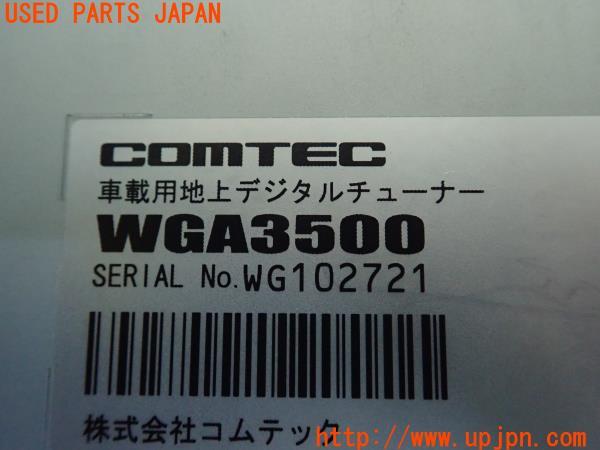 USED PARTS JAPAN
COMTEC
車載用地上デジタルチューナー
WGA3500
SERIAL No.WG102721
株式会社コムテック
http://www.upjpn.com